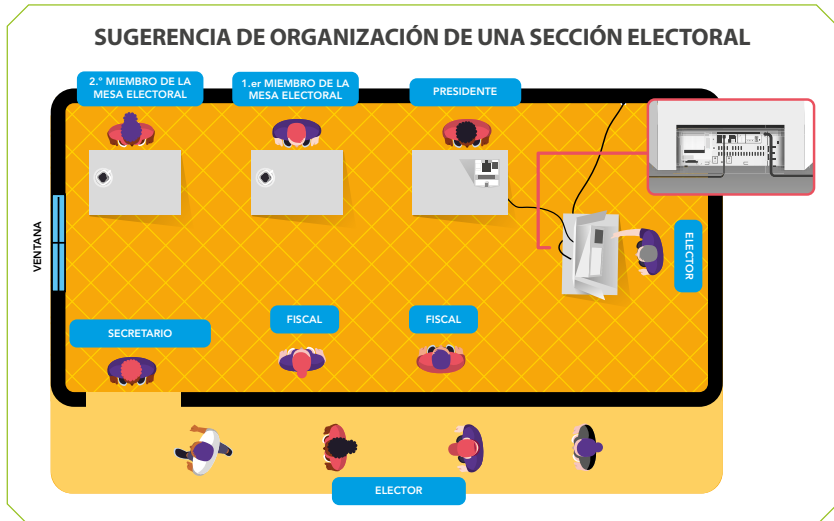 SUGERENCIA DE ORGANIZACIÓN DE UNA SECCIÓN ELECTORAL
2.º MIEMBRO DE LA
MESA ELECTORAL
1.er MIEMBRO DE LA
MESA ELECTORAL
PRESIDENTE
VENTANA
ELECTOR
SECRETARIO
FISCAL
FISCAL
ELECTOR